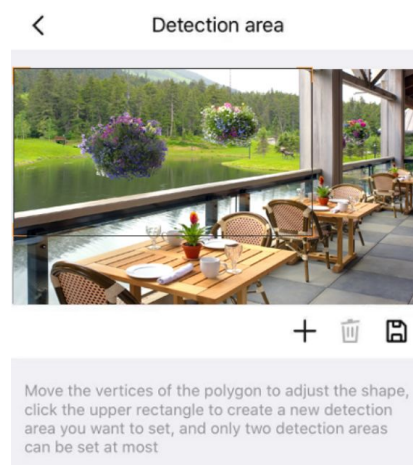 Detection area
Move the vertices of the polygon to adjust the shape,
click the upper rectangle to create a new detection
area you want to set, and only two detection areas
can be set at most